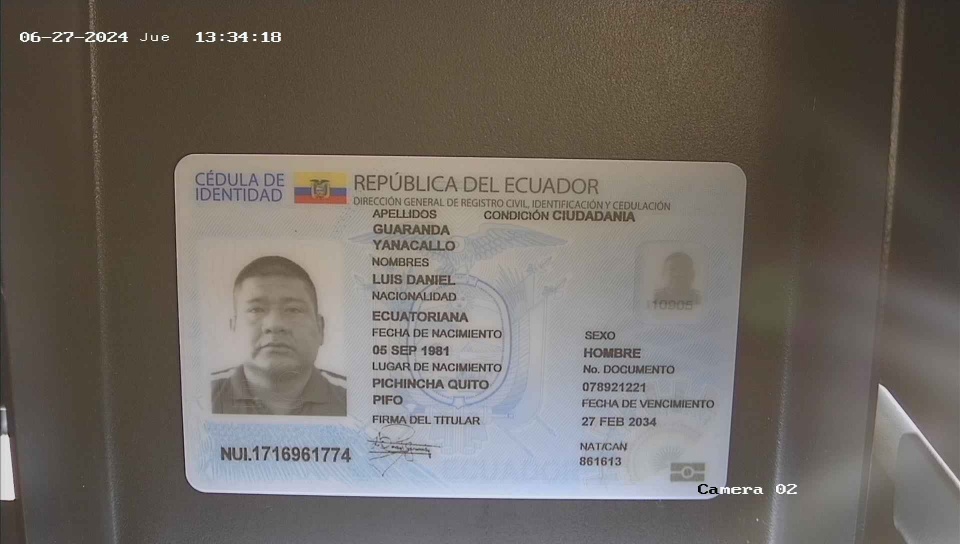 06-27-2024 Jue 13:34:18
CÉDULA DE
IDENTIDAD
REPÚBLICA DEL ECUADOR
DIRECCIÓN GENERAL DE REGISTRO CIVIL, IDENTIFICACIÓN Y CEDULACIÓN
APELLIDOS
CONDICIÓN CIUDADANIA
GUARANDA
YANACALLO
NOMBRES
LUIS DANIEL
NACIONALIDAD
ECUATORIANA
FECHA DE NACIMIENTO
05 SEP 1981
LUGAR DE NACIMIENTO
PICHINCHA QUITO
PIFO
FIRMA DEL TITULAR
SEXO
HOMBRE
No. DOCUMENTO
078921221
FECHA DE VENCIMIENTO
27 FEB 2034
NAT/CAN
861613
NUI.1716961774
Camera 02